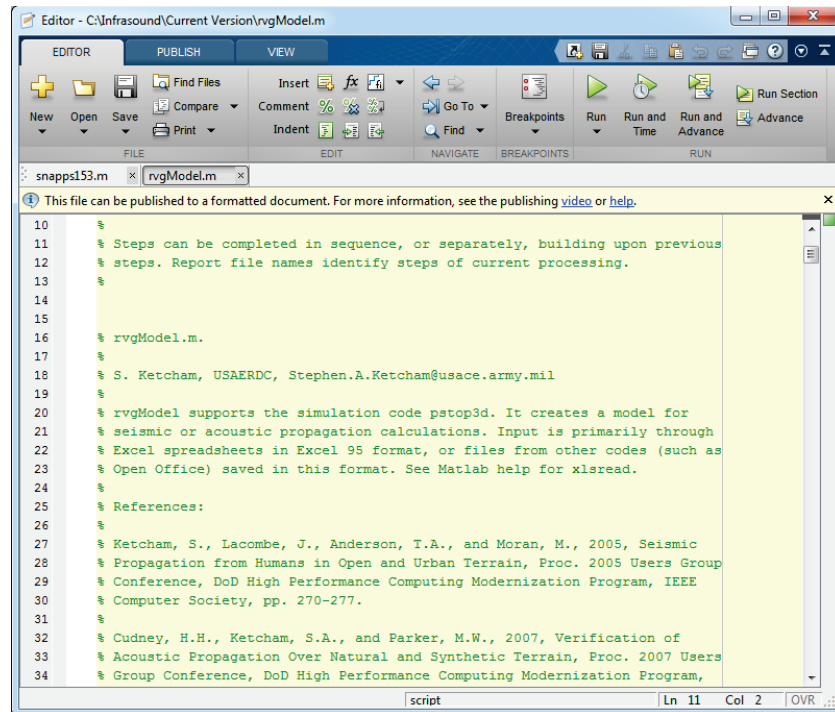 Editor - C:\Infrasound\Current Version\rvgModel.m
EDITOR PUBLISH VIEW
New Open Save Find Files Compare Print
Insert Comment Indent
Go To Find
Breakpoints
Run Run and Time Run and Advance Run Section Advance
FILE EDIT NAVIGATE BREAKPOINTS RUN
snapps153.m × rvgModel.m ×
This file can be published to a formatted document. For more information, see the publishing video or help.
10 %
11 % Steps can be completed in sequence, or separately, building upon previous
12 % steps. Report file names identify steps of current processing.
13 %
14
15
16 % rvgModel.m.
17 %
18 % S. Ketcham, USAERDC, Stephen.A.Ketcham@usace.army.mil
19 %
20 % rvgModel supports the simulation code pstop3d. It creates a model for
21 % seismic or acoustic propagation calculations. Input is primarily through
22 % Excel spreadsheets in Excel 95 format, or files from other codes (such as
23 % Open Office) saved in this format. See Matlab help for xlsread.
24 %
25 % References:
26 %
27 % Ketcham, S., Lacombe, J., Anderson, T.A., and Moran, M., 2005, Seismic
28 % Propagation from Humans in Open and Urban Terrain, Proc. 2005 Users Group
29 % Conference, DoD High Performance Computing Modernization Program, IEEE
30 % Computer Society, pp. 270-277.
31 %
32 % Cudney, H.H., Ketcham, S.A., and Parker, M.W., 2007, Verification of
33 % Acoustic Propagation Over Natural and Synthetic Terrain, Proc. 2007 Users
34 % Group Conference, DoD High Performance Computing Modernization Program,
script Ln 11 Col 2 OVR